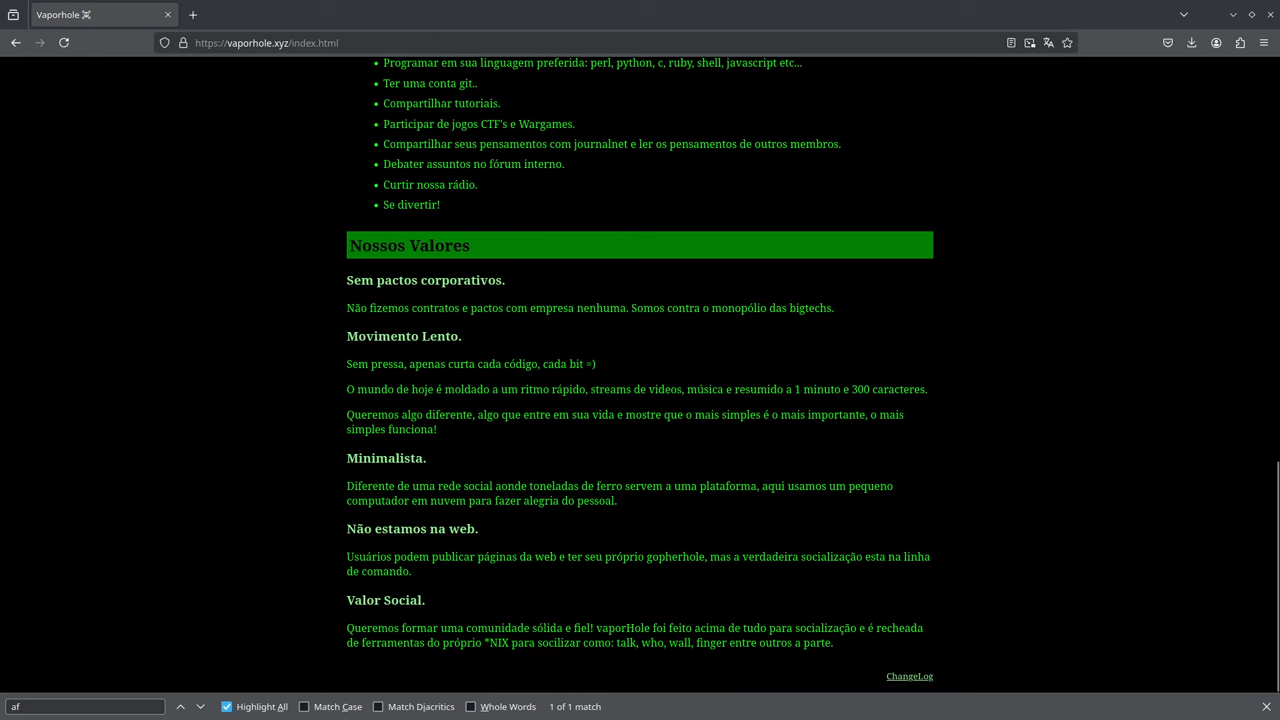 Vaporhole
https://vaporhole.xyz/index.html
Programar em sua linguagem preferida: perl, python, c, ruby, shell, javascript etc...
Ter uma conta git..
Compartilhar tutoriais.
Participar de jogos CTF's e Wargames.
Compartilhar seus pensamentos com journalnet e ler os pensamentos de outros membros.
Debater assuntos no fórum interno.
Curtir nossa rádio.
Se divertir!
Nossos Valores
Sem pactos corporativos.
Não fizemos contratos e pactos com empresa nenhuma. Somos contra o monopólio das bigtechs.
Movimento Lento.
Sem pressa, apenas curta cada código, cada bit =)
O mundo de hoje é moldado a um ritmo rápido, streams de videos, música e resumido a 1 minuto e 300 caracteres.
Queremos algo diferente, algo que entre em sua vida e mostre que o mais simples é o mais importante, o mais
simples funciona!
Minimalista.
Diferente de uma rede social aonde toneladas de ferro servem a uma plataforma, aqui usamos um pequeno
computador em nuvem para fazer alegria do pessoal.
Não estamos na web.
Usuários podem publicar páginas da web e ter seu próprio gopherhole, mas a verdadeira socialização esta na linha
de comando.
Valor Social.
Queremos formar uma comunidade sólida e fiel! vaporHole foi feito acima de tudo para socialização e é recheada
de ferramentas do próprio *NIX para socilizar como: talk, who, wall, finger entre outros a parte.
ChangeLog
af
Highlight All
Match Case
Match Diacritics
Whole Words
1 of 1 match